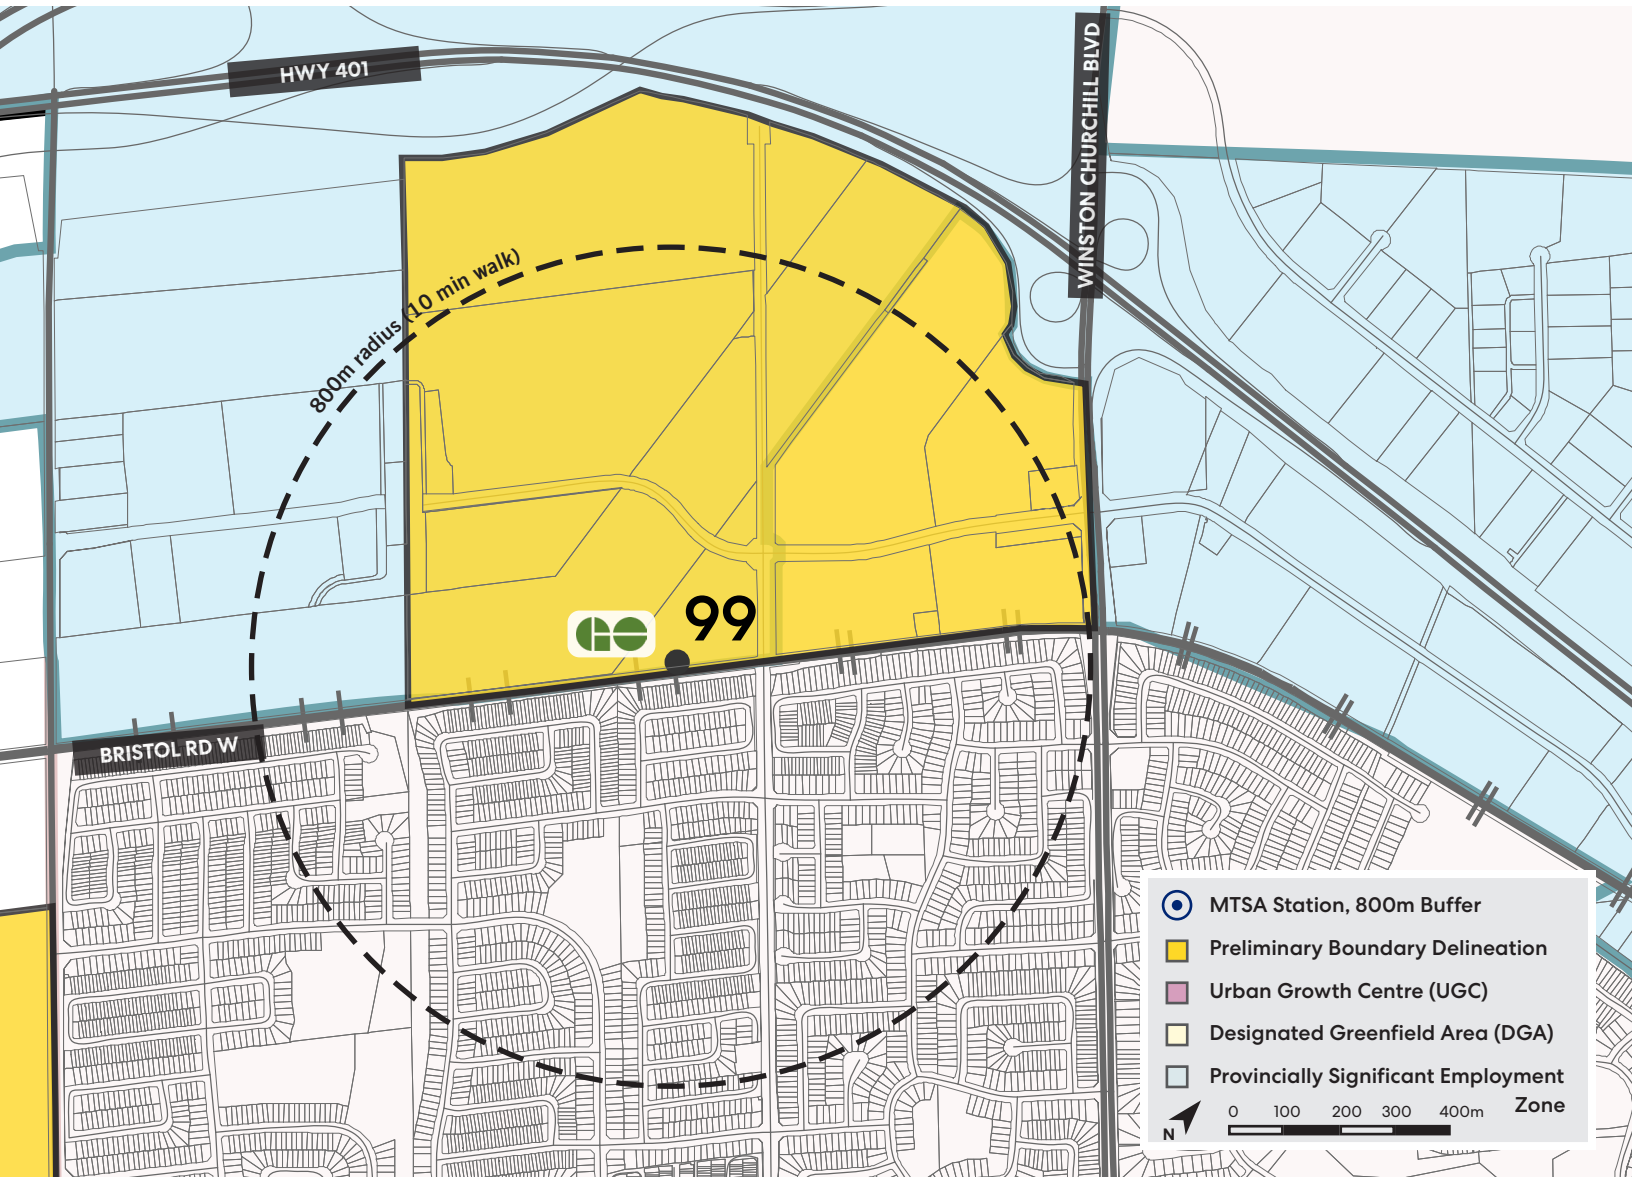 HWY 401
WINSTON CHURCHILL BLVD
800m radius (10 min walk)
GO
99
BRISTOL RD W
MTSA Station, 800m Buffer
Preliminary Boundary Delineation
Urban Growth Centre (UGC)
Designated Greenfield Area (DGA)
Provincially Significant Employment
Zone
0 100 200 300 400m
N